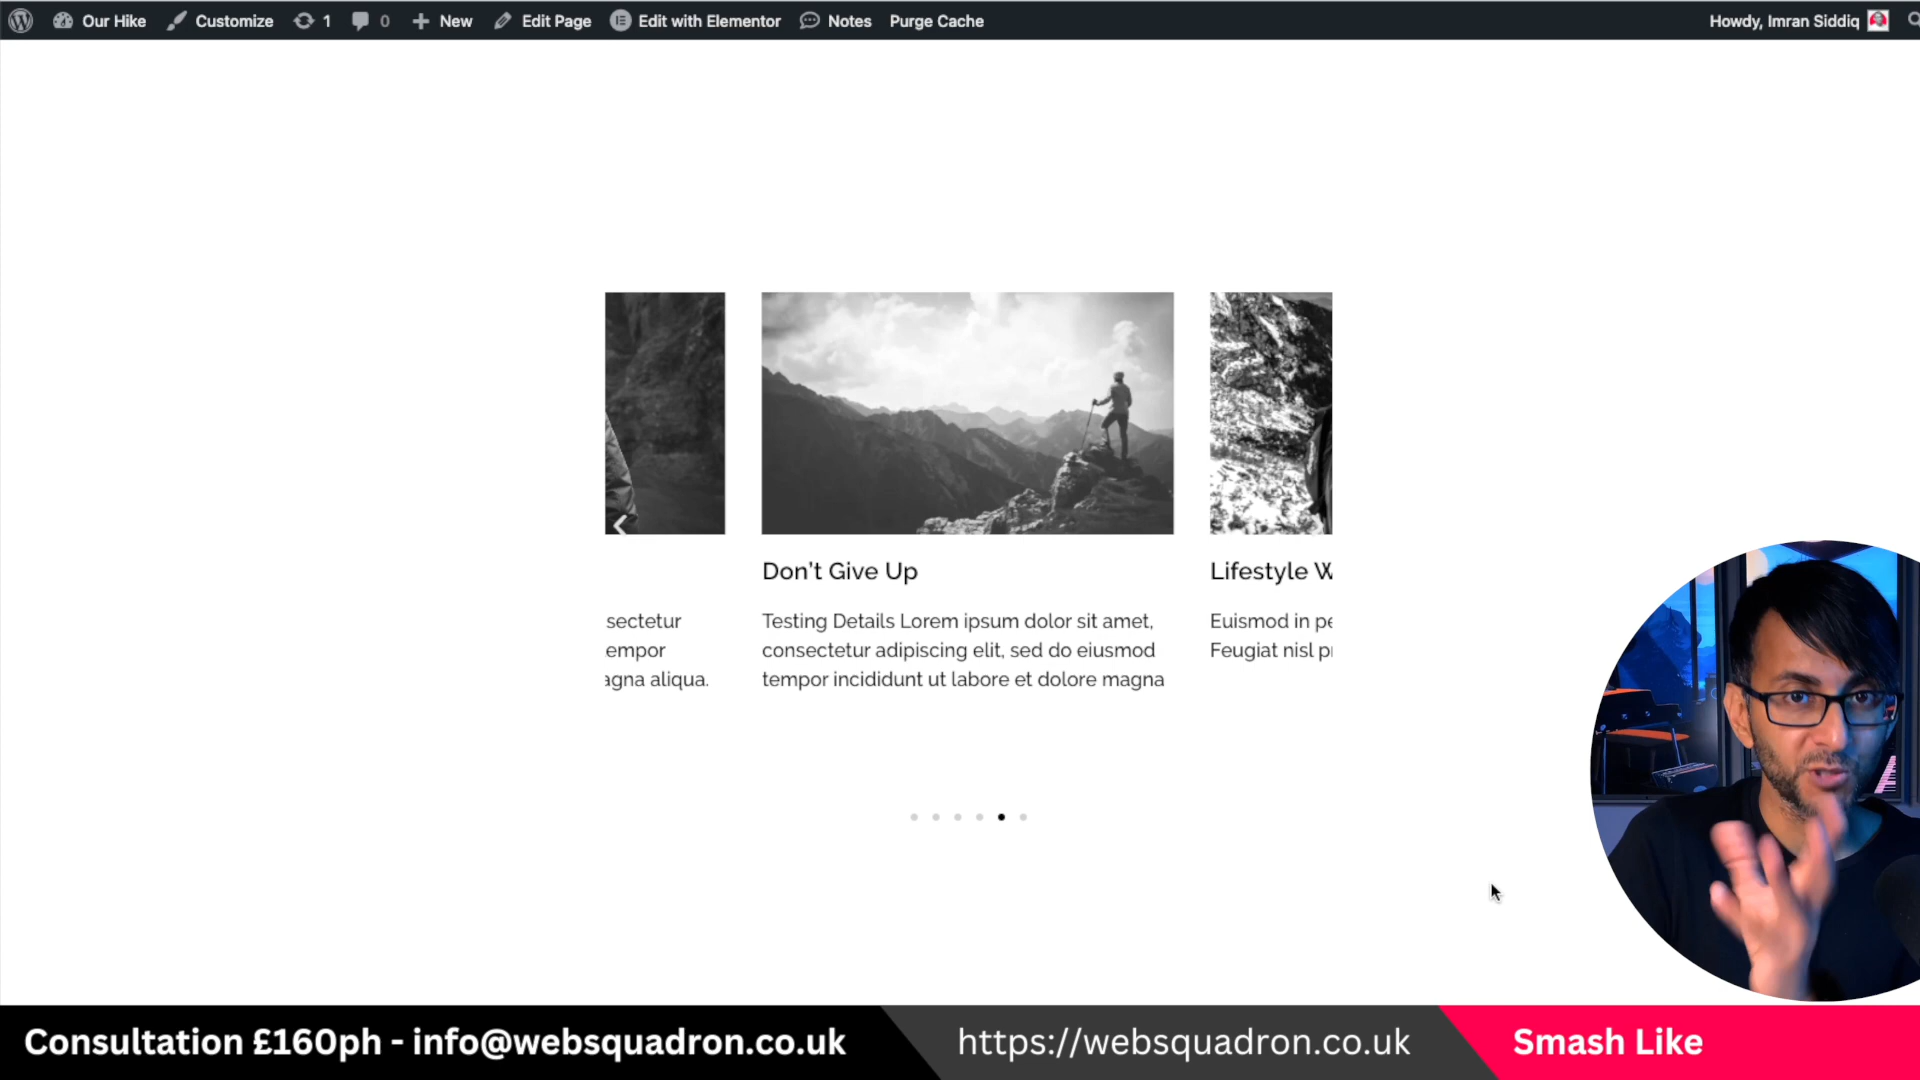 Our Hike Customize 1 0 New Edit Page Edit with Elementor Notes Purge Cache Howdy, Imran Siddiq
Don't Give Up
Lifestyle W
sectetur
empor
agna aliqua.
Testing Details Lorem ipsum dolor sit amet,
consectetur adipiscing elit, sed do eiusmod
tempor incididunt ut labore et dolore magna
Euismod in pe
Feugiat nisl pr
Consultation £160ph - info@websquadron.co.uk
https://websquadron.co.uk
Smash Like